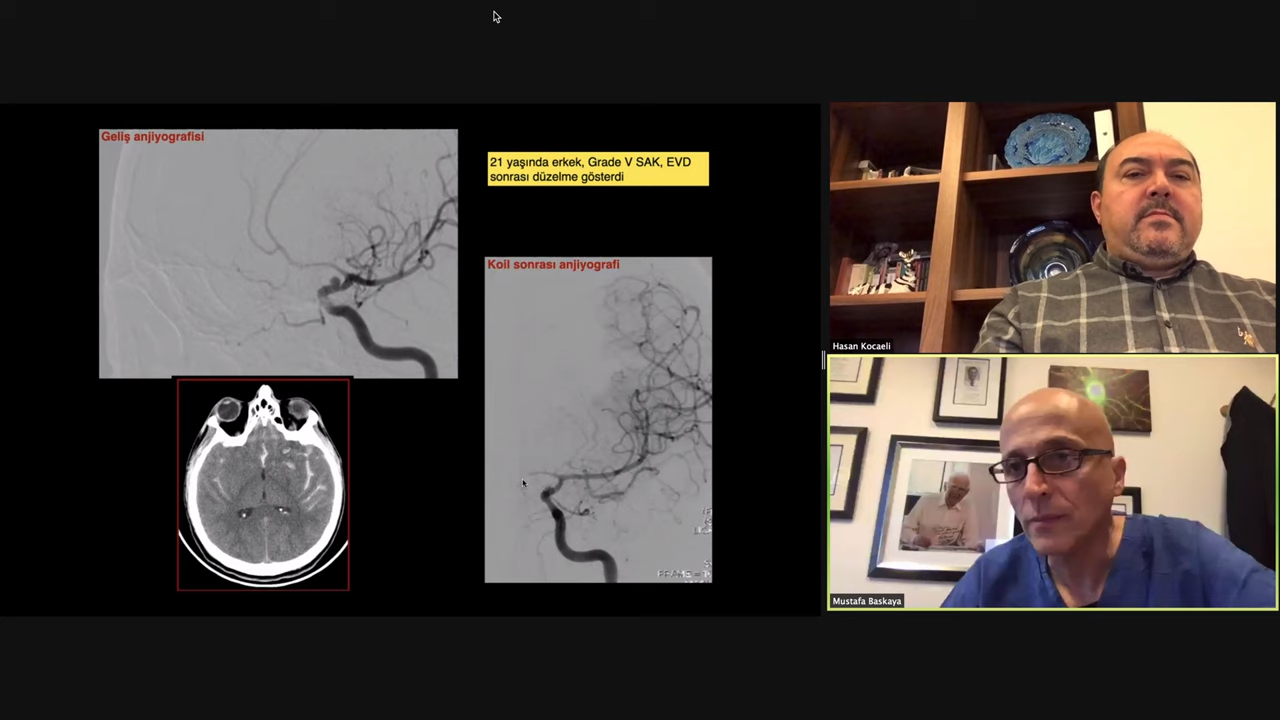 Geliş anjiyografisi
21 yaşında erkek, Grade V SAK, EVD
sonrası düzelme gösterdi
Koil sonrası anjiyografi
Hasan Kocaeli
Mustafa Baskaya